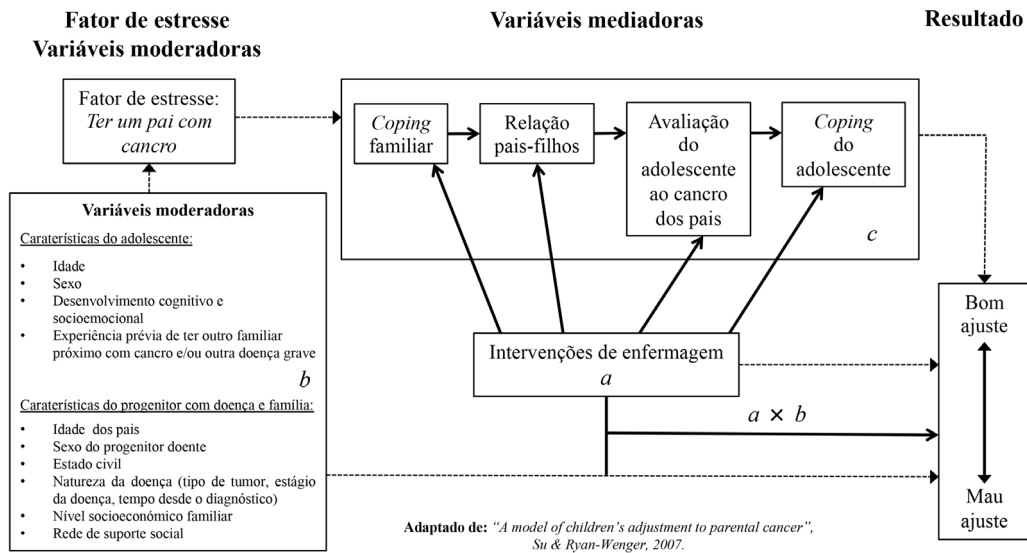 Fator de estresse
Variáveis moderadoras
Variáveis mediadoras
Resultado
Fator de estresse:
Ter um pai com
cancro
Variáveis moderadoras
Caraterísticas do adolescente:
• Idade
• Sexo
• Desenvolvimento cognitivo e
socioemocional
• Experiência prévia de ter outro familiar
próximo com cancro e/ou outra doença grave
b
Caraterísticas do progenitor com doença e família:
• Idade dos pais
• Sexo do progenitor doente
• Estado civil
• Natureza da doença (tipo de tumor, estágio
da doença, tempo desde o diagnóstico)
• Nível socioeconómico familiar
• Rede de suporte social
Coping
familiar
Relação
pais-filhos
Avaliação
do
adolescente
ao cancro
dos pais
Coping
do
adolescente
c
Intervenções de enfermagem
a
a × b
Bom
ajuste
Mau
ajuste
Adaptado de: “A model of children’s adjustment to parental cancer”,
Su & Ryan-Wenger, 2007.